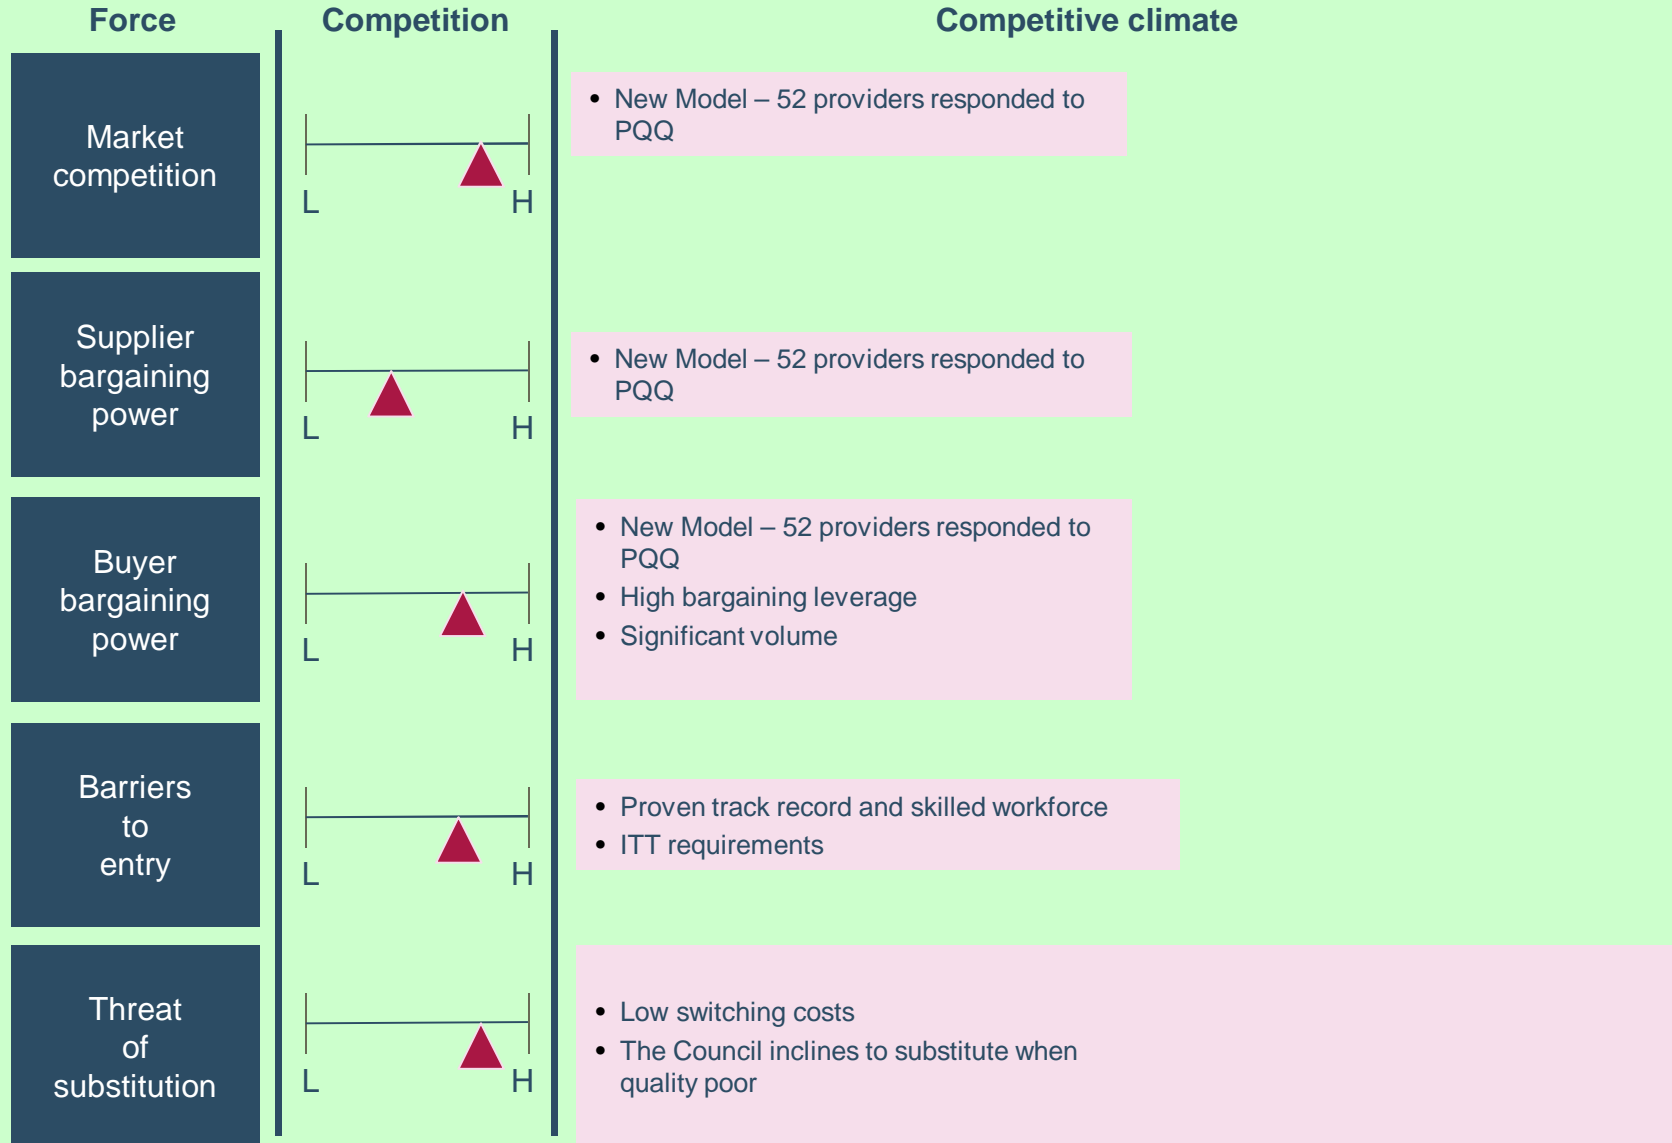 Force
Competition
Competitive climate
Market
competition
L
H
• New Model – 52 providers responded to
PQQ
Supplier
bargaining
power
L
H
• New Model – 52 providers responded to
PQQ
Buyer
bargaining
power
L
H
• New Model – 52 providers responded to
PQQ
• High bargaining leverage
• Significant volume
Barriers
to
entry
L
H
• Proven track record and skilled workforce
• ITT requirements
Threat
of
substitution
L
H
• Low switching costs
• The Council inclines to substitute when
quality poor